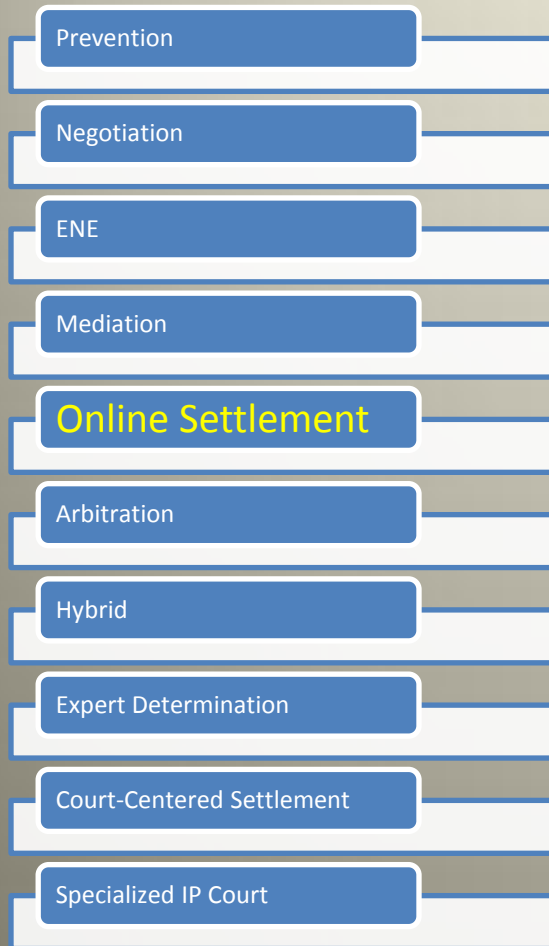 Prevention
Negotiation
ENE
Mediation
Online Settlement
Arbitration
Hybrid
Expert Determination
Court-Centered Settlement
Specialized IP Court